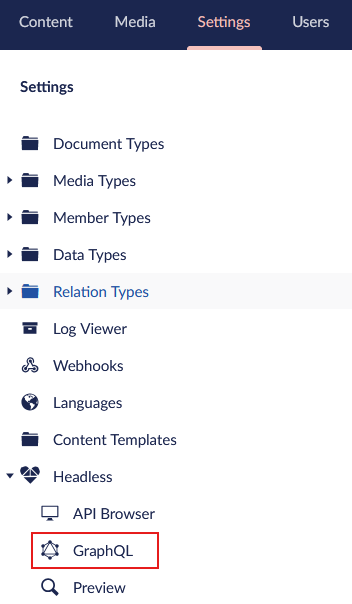 Content Media Settings Users
Settings
Document Types
Media Types
Member Types
Data Types
Relation Types
Log Viewer
Webhooks
Languages
Content Templates
Headless
API Browser
GraphQL
Preview